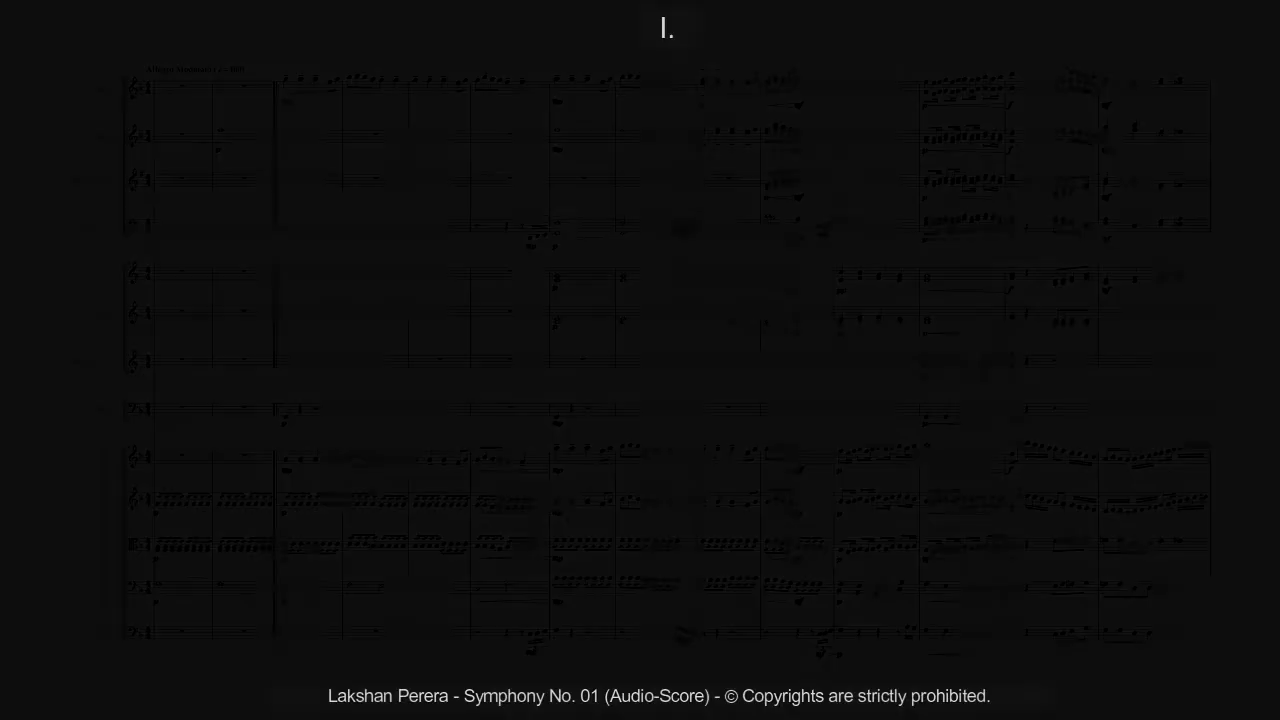 I.
Lakshan Perera - Symphony No. 01 (Audio-Score) - © Copyrights are strictly prohibited.